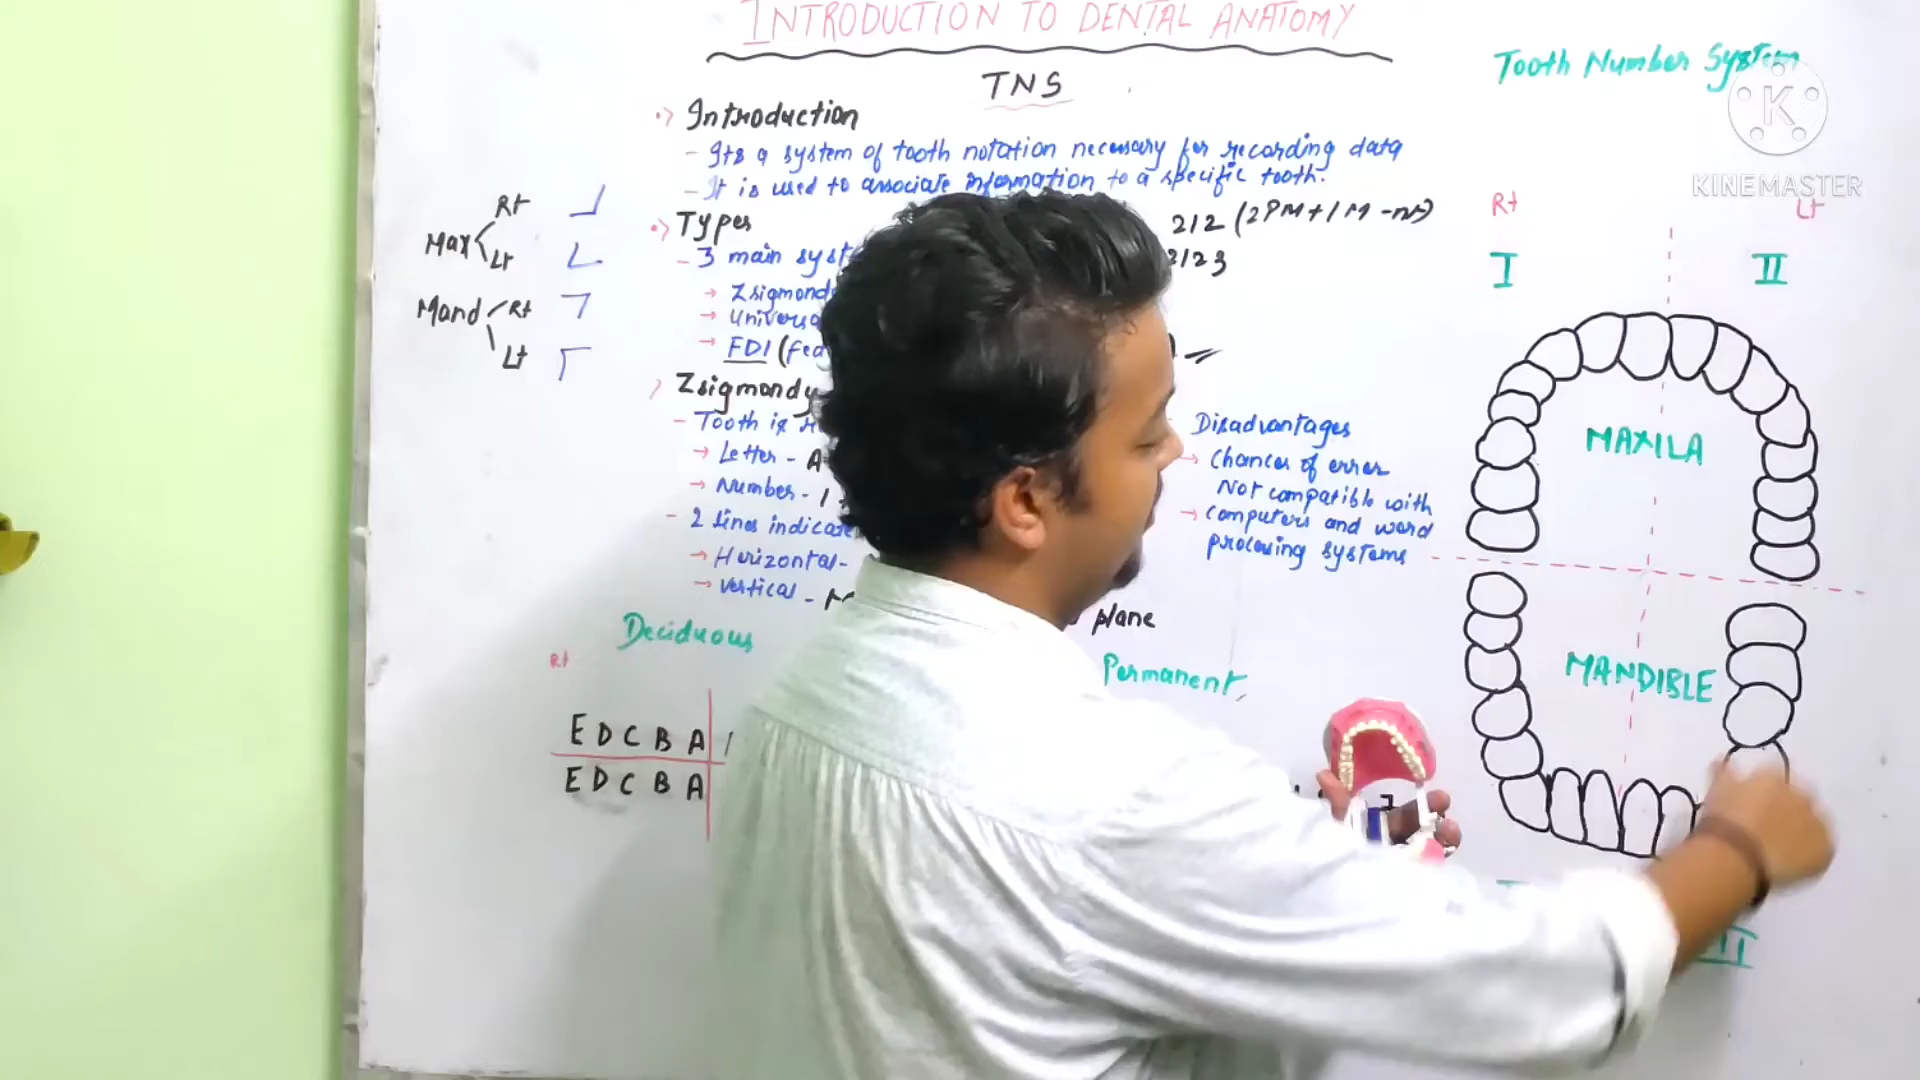 INTRODUCTION TO DENTAL ANATOMY
TNS
Introduction
- Its a system of tooth notation necessary for recording data
- It is used to associate information to a specific tooth.
Types
- 3 main syst
→ Zsigmond
→ Universa
→ FDI (Fed
212 (2PM+1M
2123
Zsigmondy
- Tooth is
→ Letter - A
→ Number - 1
- 2 lines indicate
→ Horizontal-
→ vertical - M
plane
Disadvantages
→ Chances of error
Not compatible with
→ computers and word
processing systems
Max Rt ┘
Lt └
Mand Rt ┐
Lt ┌
Deciduous
Rt
E D C B A
E D C B A
Permanent
7
Tooth Number System
KINEMASTER
Rt Lt
I II
MAXILA
MANDIBLE